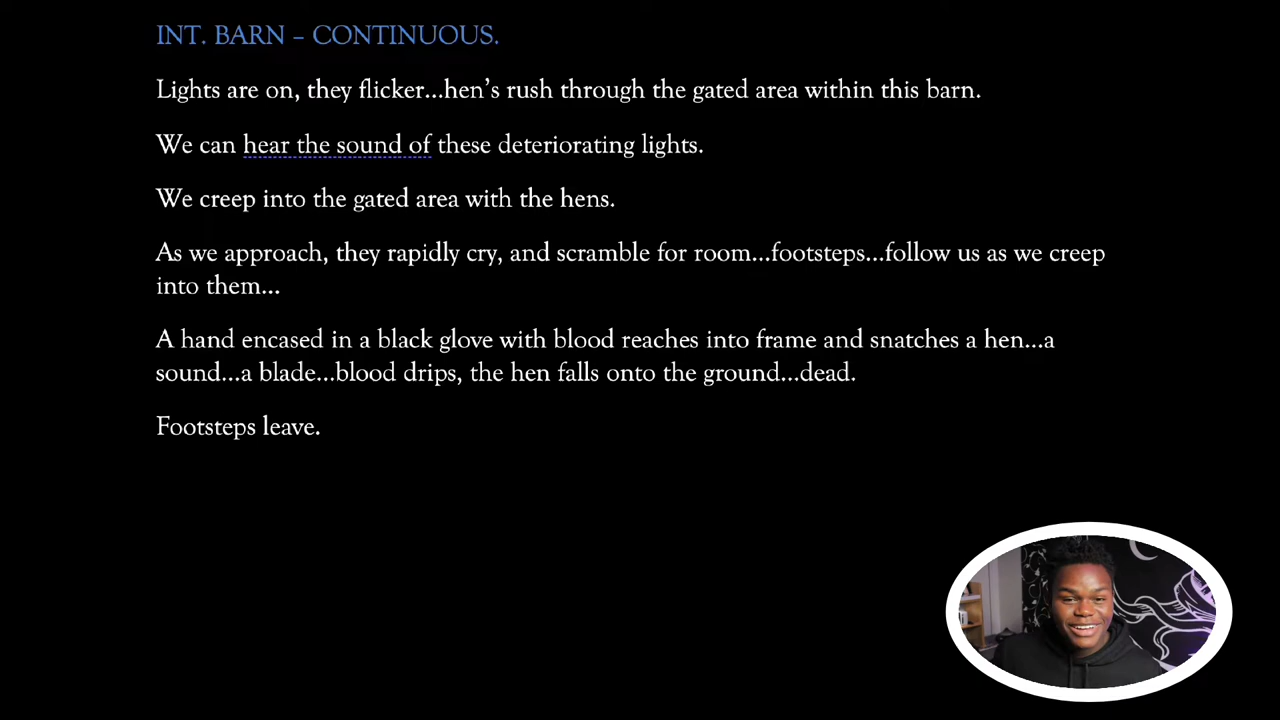 INT. BARN – CONTINUOUS.
Lights are on, they flicker…hen’s rush through the gated area within this barn.
We can hear the sound of these deteriorating lights.
We creep into the gated area with the hens.
As we approach, they rapidly cry, and scramble for room…footsteps…follow us as we creep
into them…
A hand encased in a black glove with blood reaches into frame and snatches a hen…a
sound…a blade…blood drips, the hen falls onto the ground…dead.
Footsteps leave.